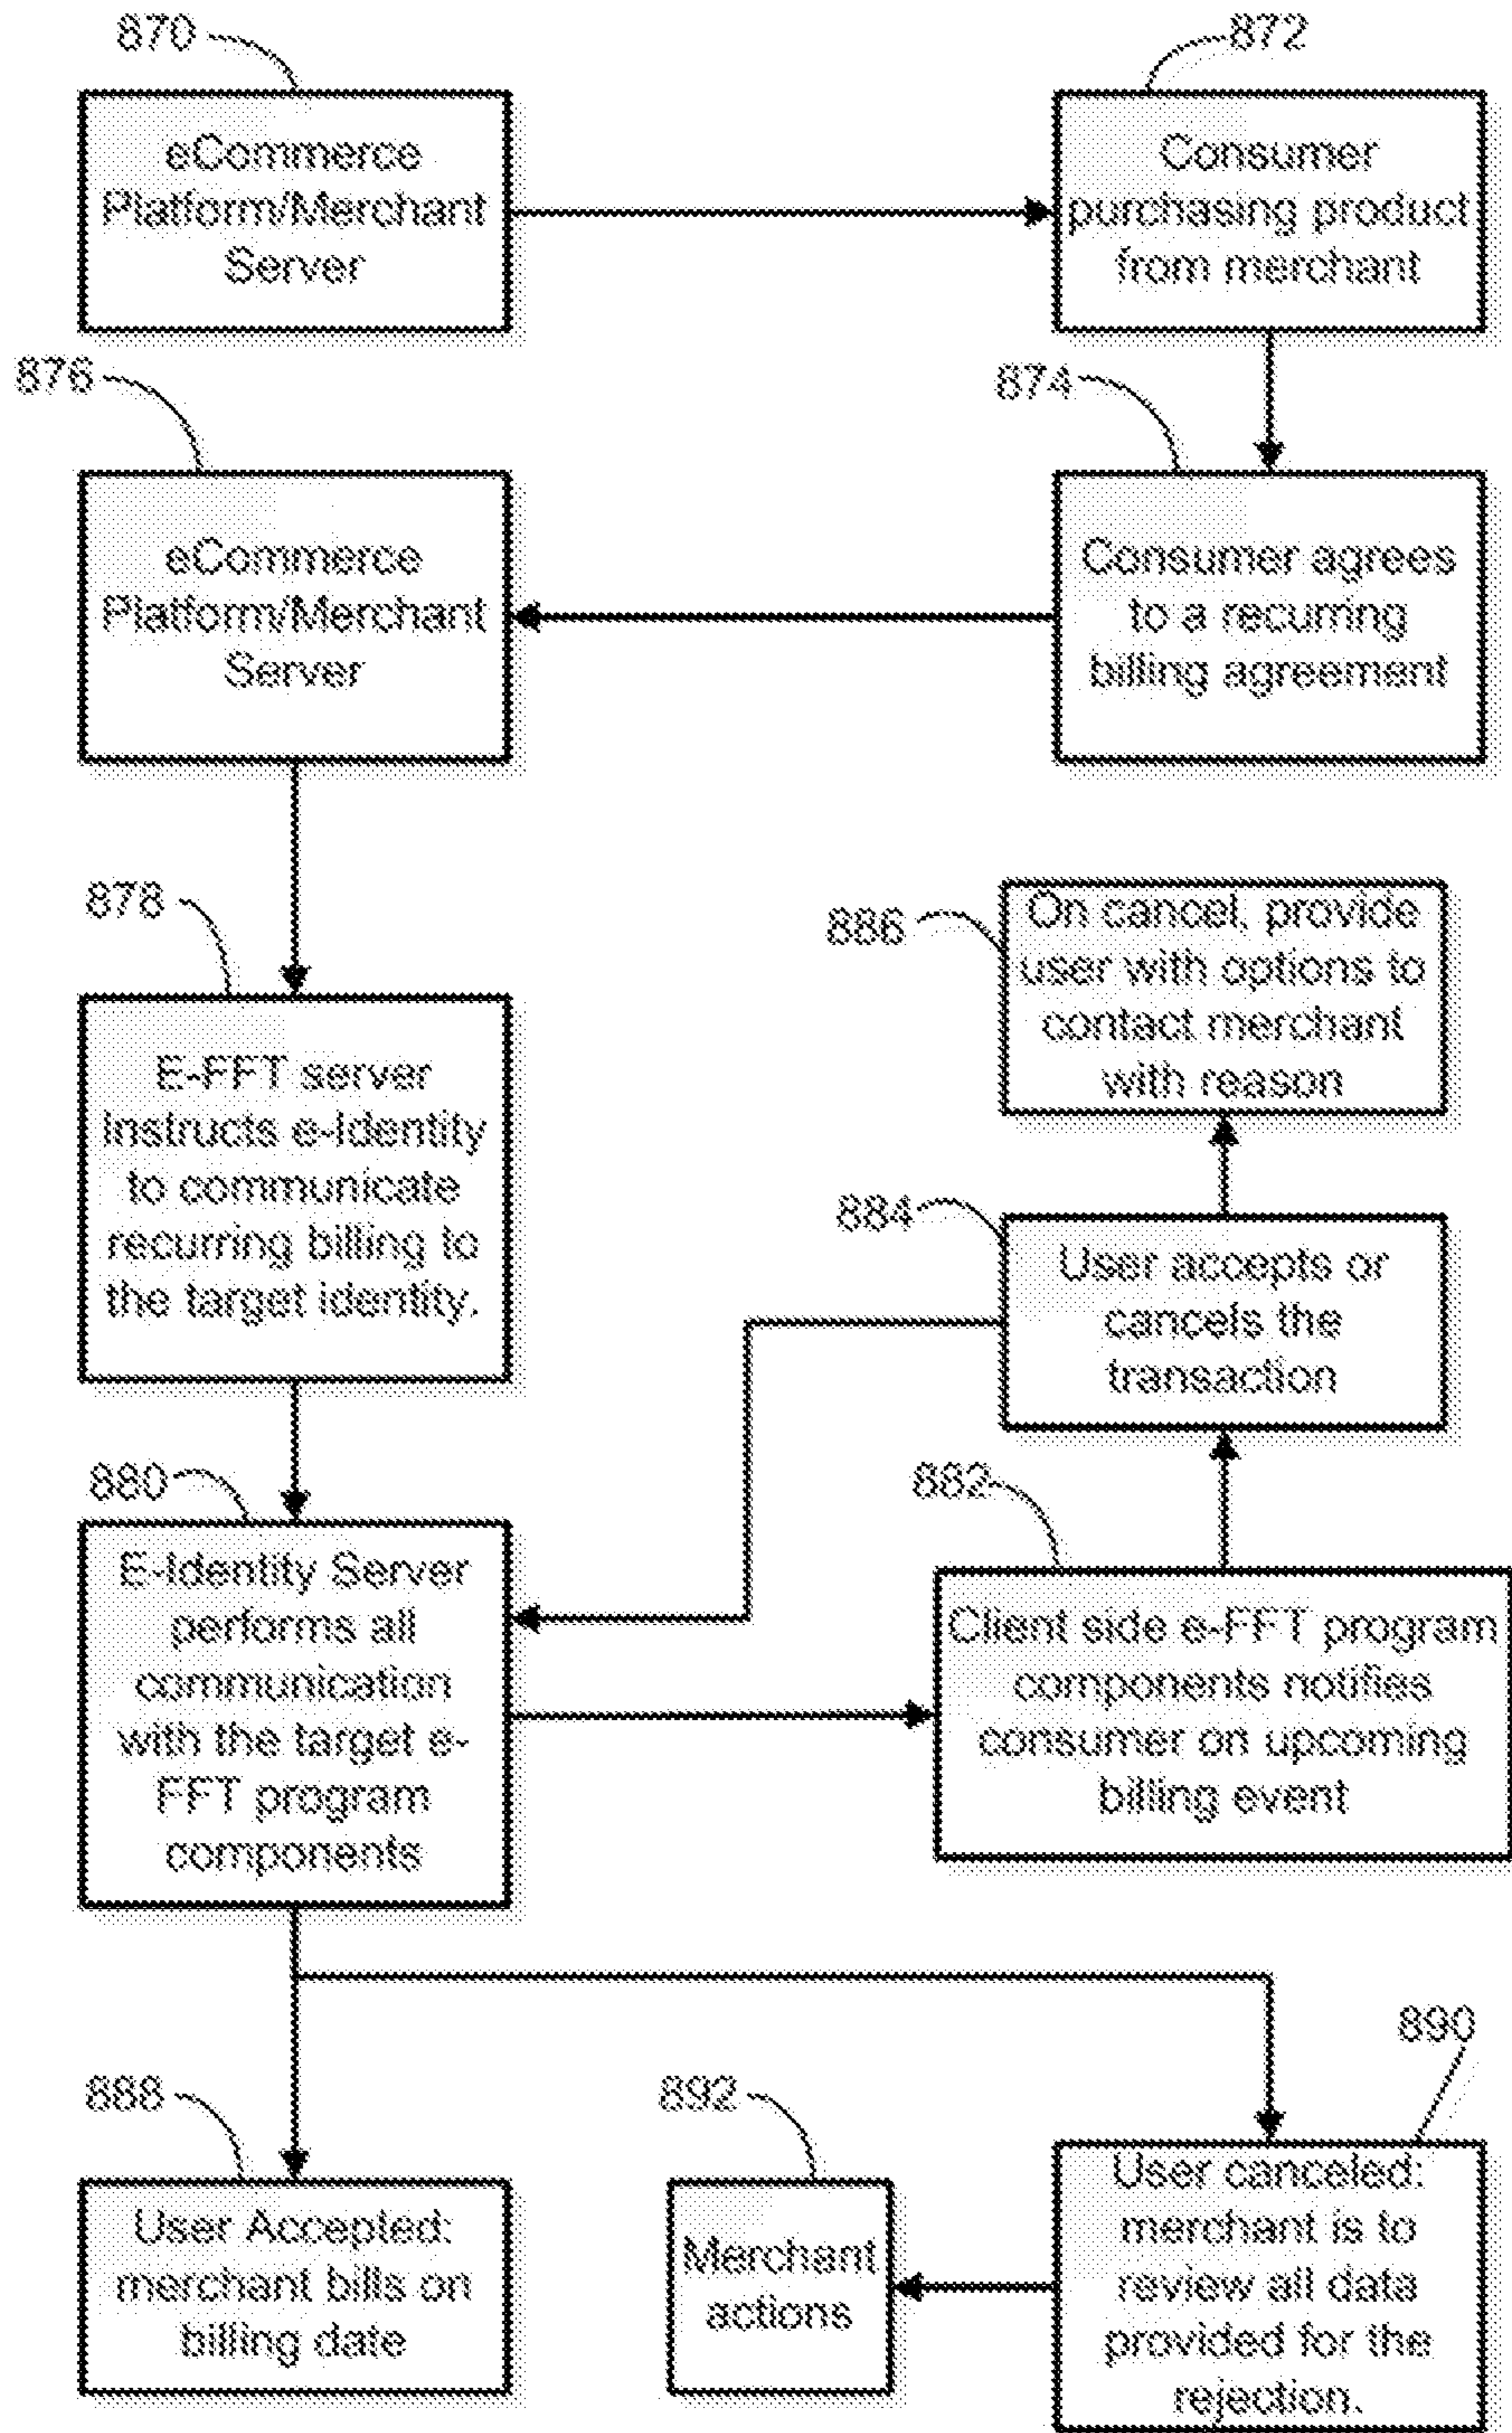 870
872
eCommerce
Platform/Merchant
Server
Consumer
purchasing product
from merchant
876
874
eCommerce
Platform/Merchant
Server
Consumer agrees
to a recurring
billing agreement
878
E-FFT server
Instructs e-Identity
to communicate
recurring billing to
the target identity.
886
On cancel, provide
user with options to
contact merchant
with reason
884
User accepts or
cancels the
transaction
880
E-Identity Server
performs all
communication
with the target e-
FFT program
components
882
Client side e-FFT program
components notifies
consumer on upcoming
billing event
888
User Accepted:
merchant bills on
billing date
892
Merchant
actions
890
User canceled:
merchant is to
review all data
provided for the
rejection.